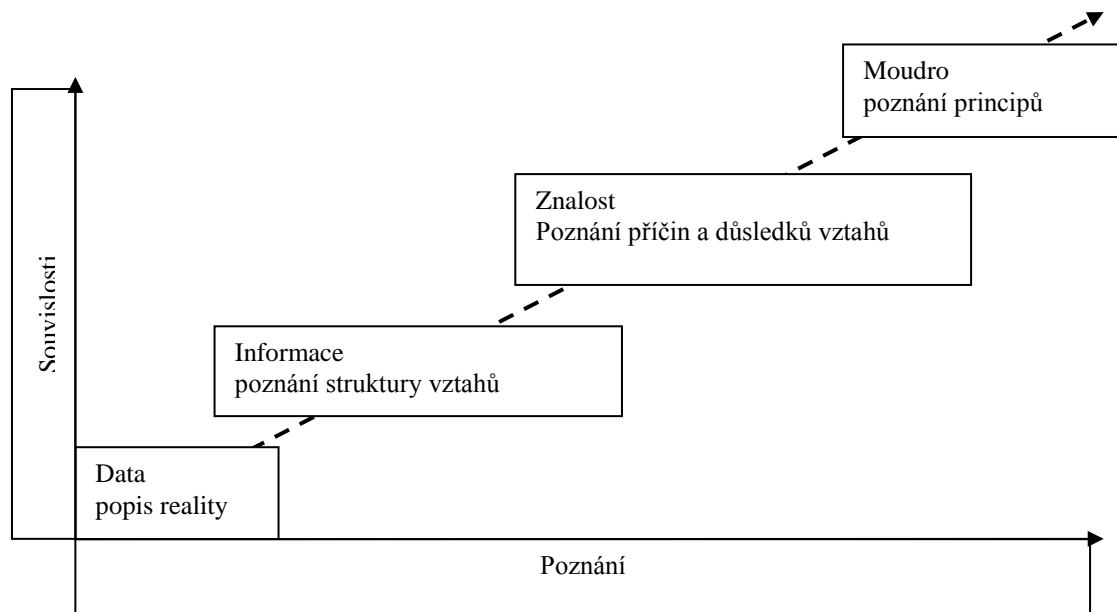 Moudro
poznání principů
Znalost
Poznání příčin a důsledků vztahů
Souvislosti
Informace
poznání struktury vztahů
Data
popis reality
Poznání